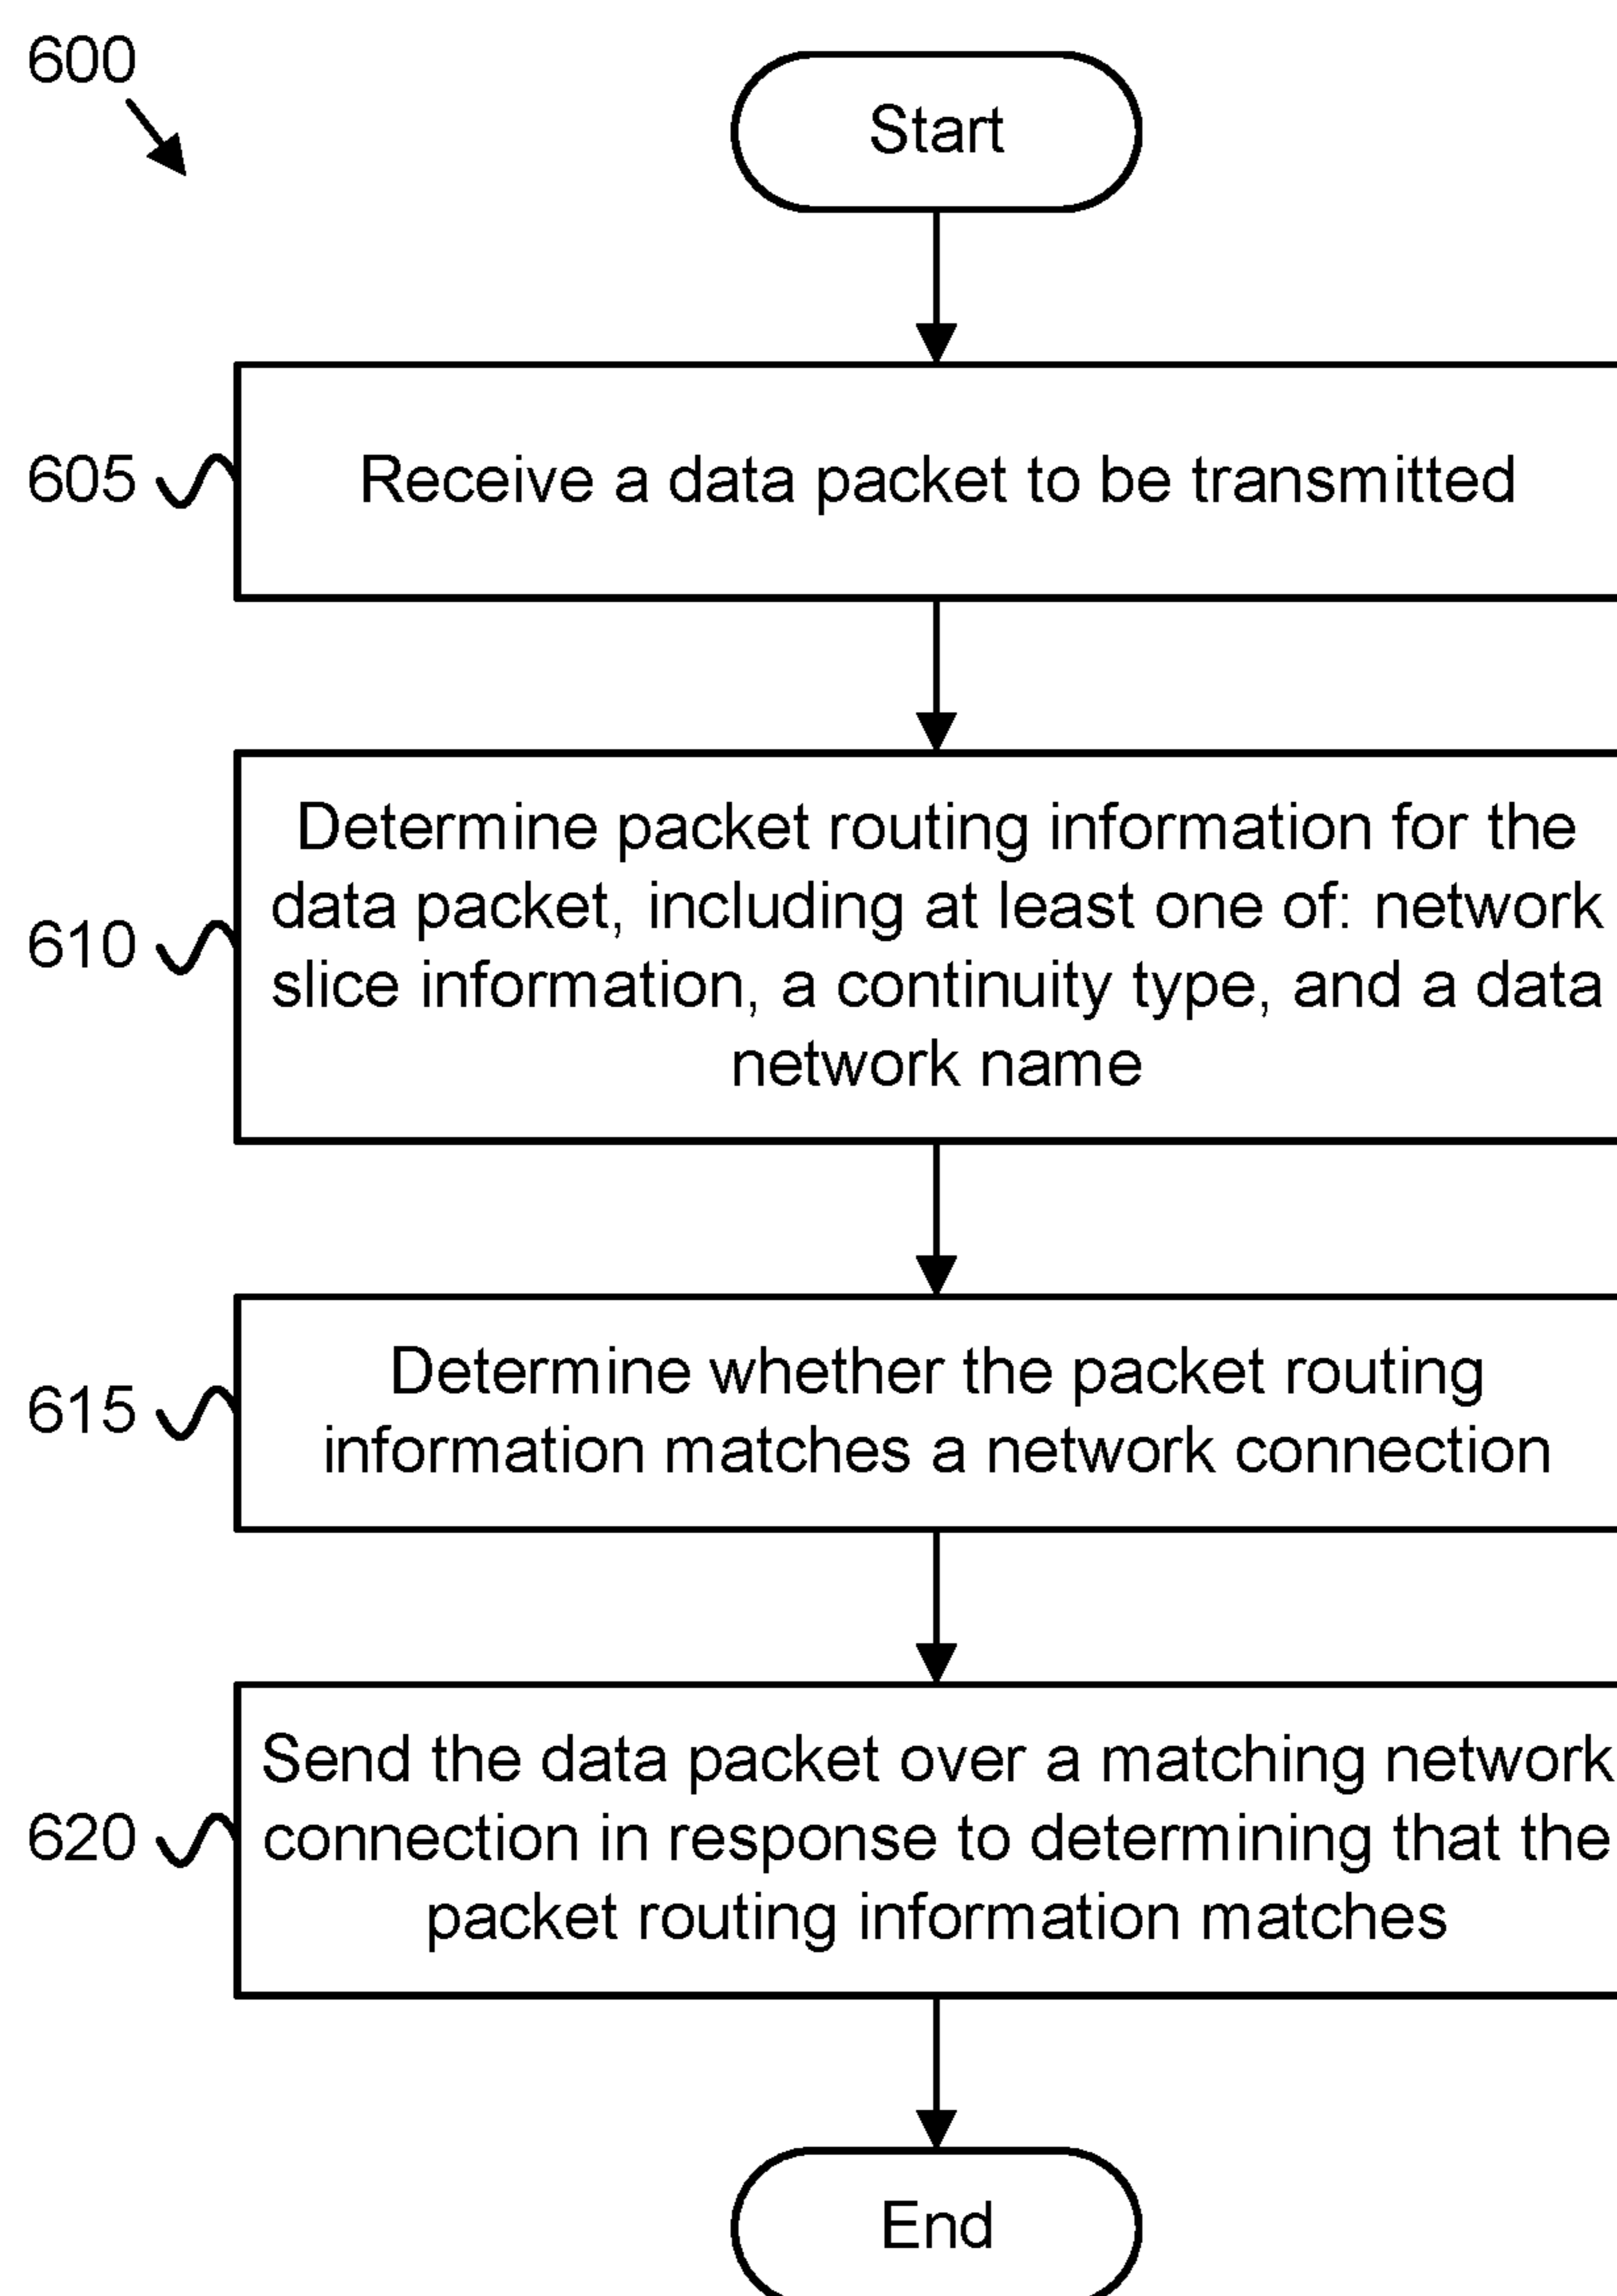 600
Start
605
Receive a data packet to be transmitted
610
Determine packet routing information for the
data packet, including at least one of: network
slice information, a continuity type, and a data
network name
615
Determine whether the packet routing
information matches a network connection
620
Send the data packet over a matching network
connection in response to determining that the
packet routing information matches
End